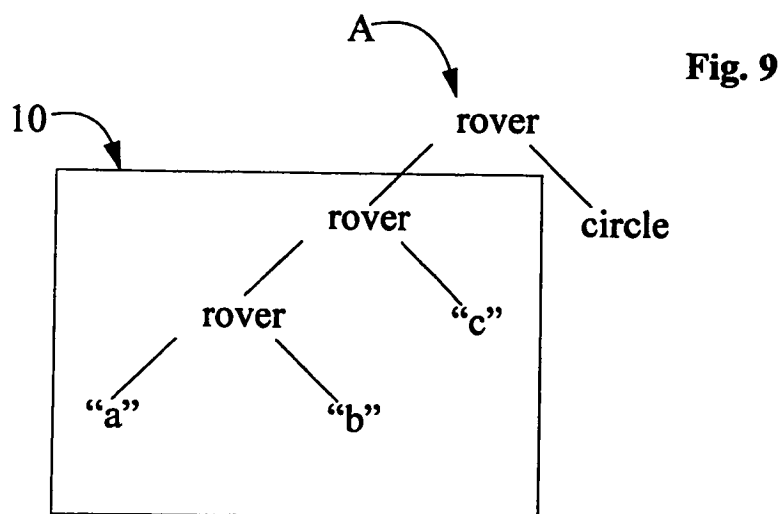 A
Fig. 9
10
rover
rover
circle
rover
“c”
“a”
“b”